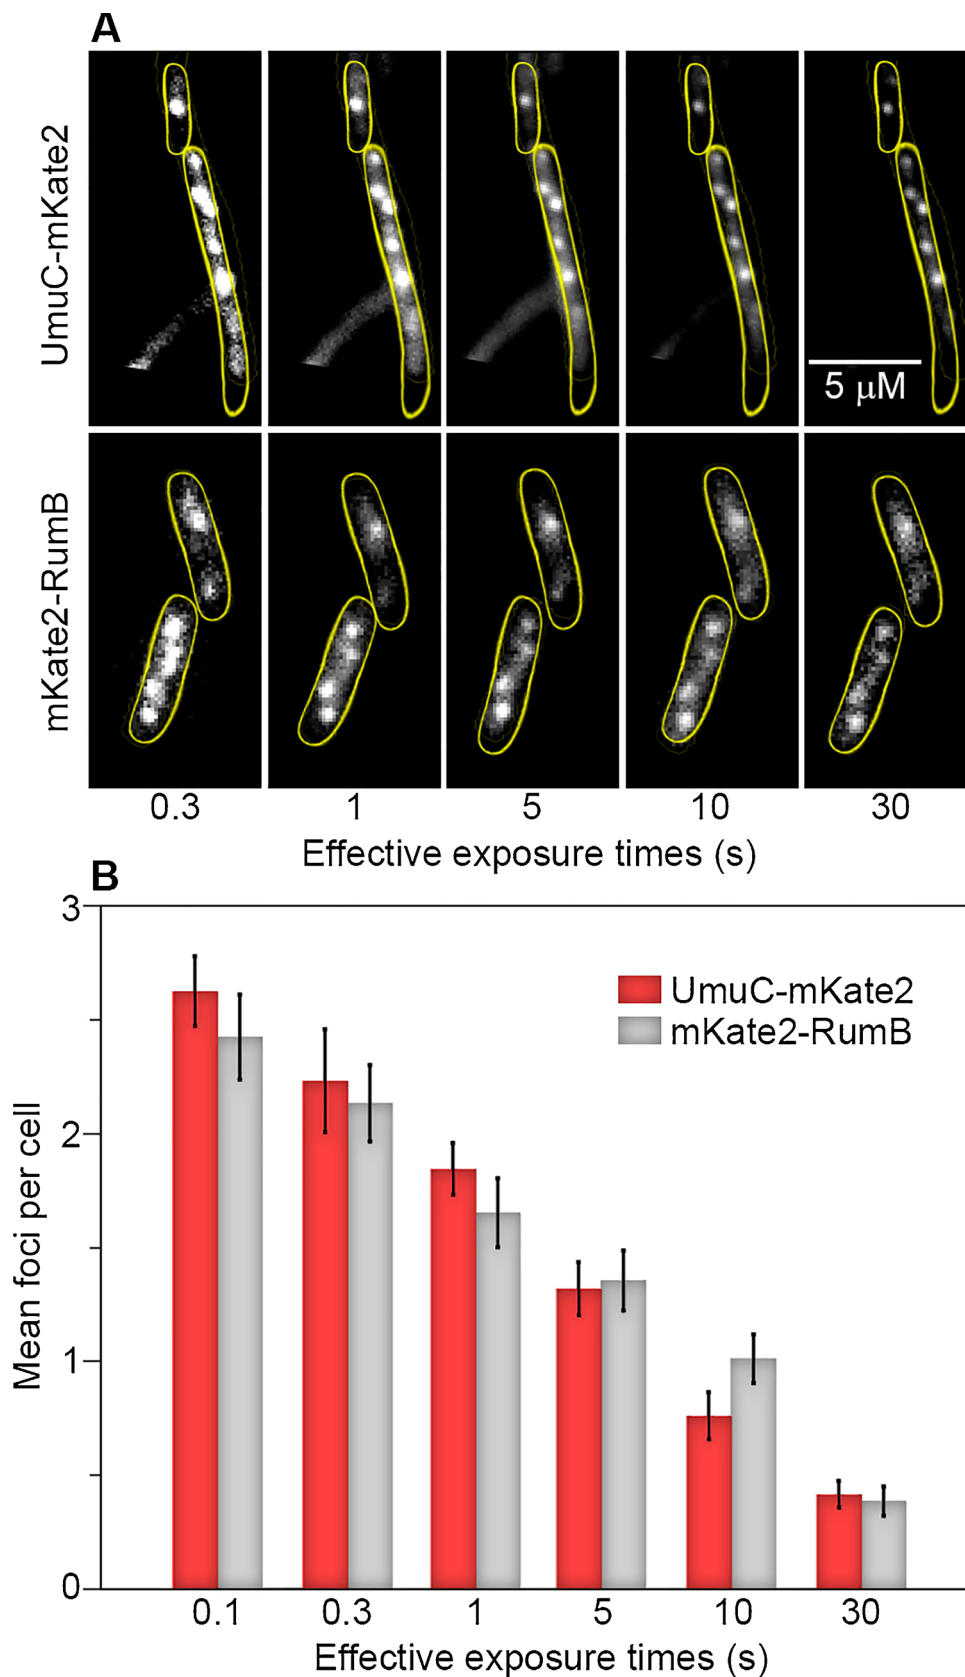 A
UmuC-mKate2
5 μM
mKate2-RumB
0.3 1 5 10 30
Effective exposure times (s)
B
3
UmuC-mKate2
mKate2-RumB
2
Mean foci per cell
1
0
0.1 0.3 1 5 10 30
Effective exposure times (s)